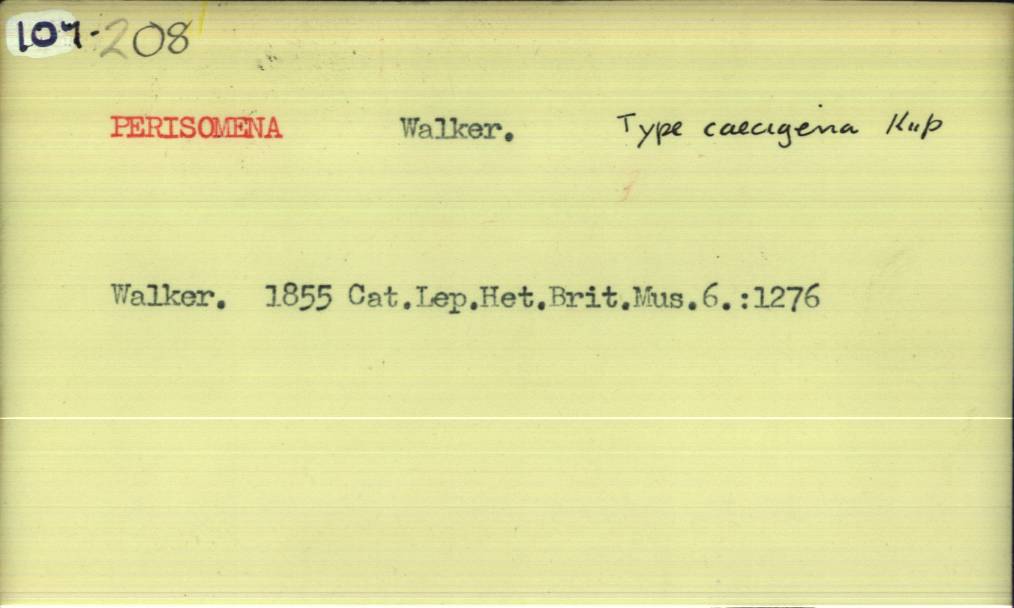 107-208
PERISOMENA Walker. Type caecigena Kup
Walker. 1855 Cat.Lep.Het.Brit.Mus.6.:1276